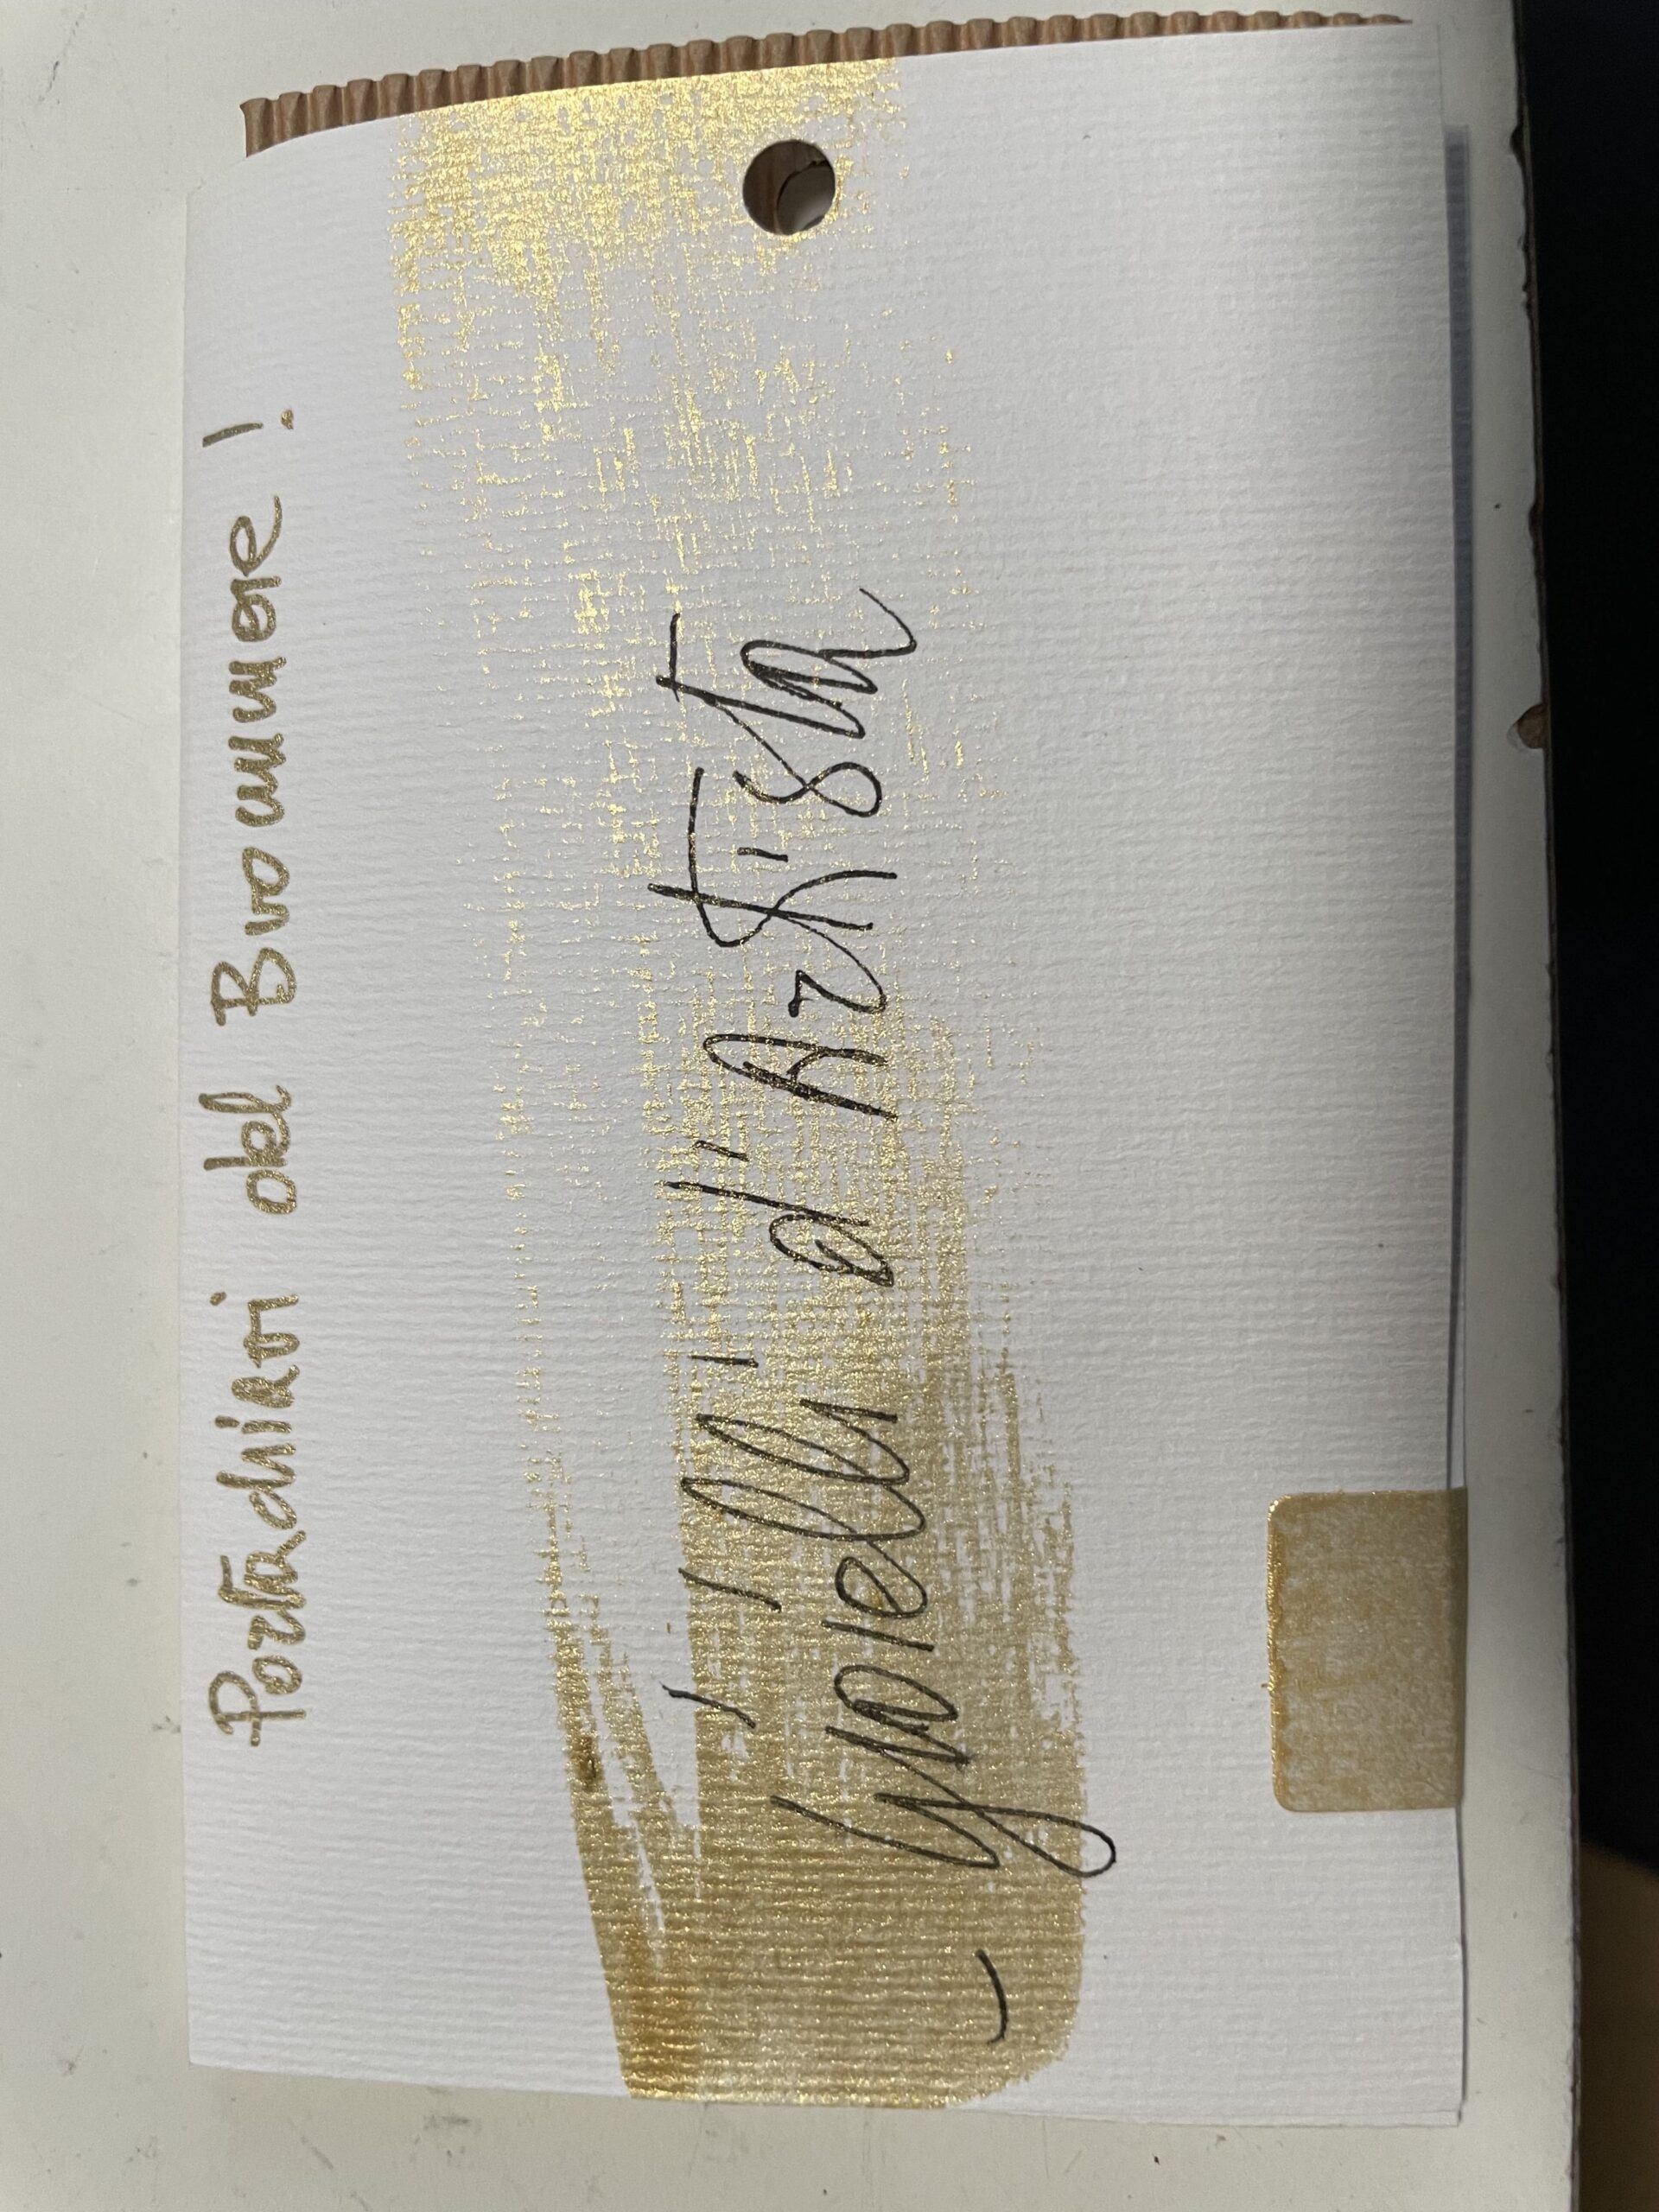 Portachiavi del Buonumore !
- Gioielli d'Artista